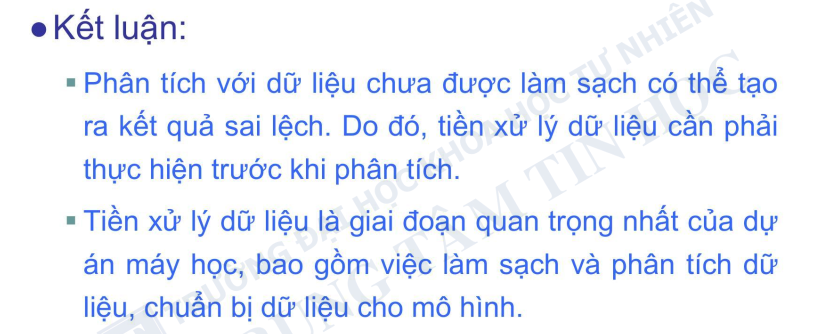 ●Kết luận:
▪ Phân tích với dữ liệu chưa được làm sạch có thể tạo
ra kết quả sai lệch. Do đó, tiền xử lý dữ liệu cần phải
thực hiện trước khi phân tích.
▪ Tiền xử lý dữ liệu là giai đoạn quan trọng nhất của dự
án máy học, bao gồm việc làm sạch và phân tích dữ
liệu, chuẩn bị dữ liệu cho mô hình.
TRƯỜNG ĐẠI HỌC KHOA HỌC TỰ NHIÊN
TRUNG TÂM TIN HỌC